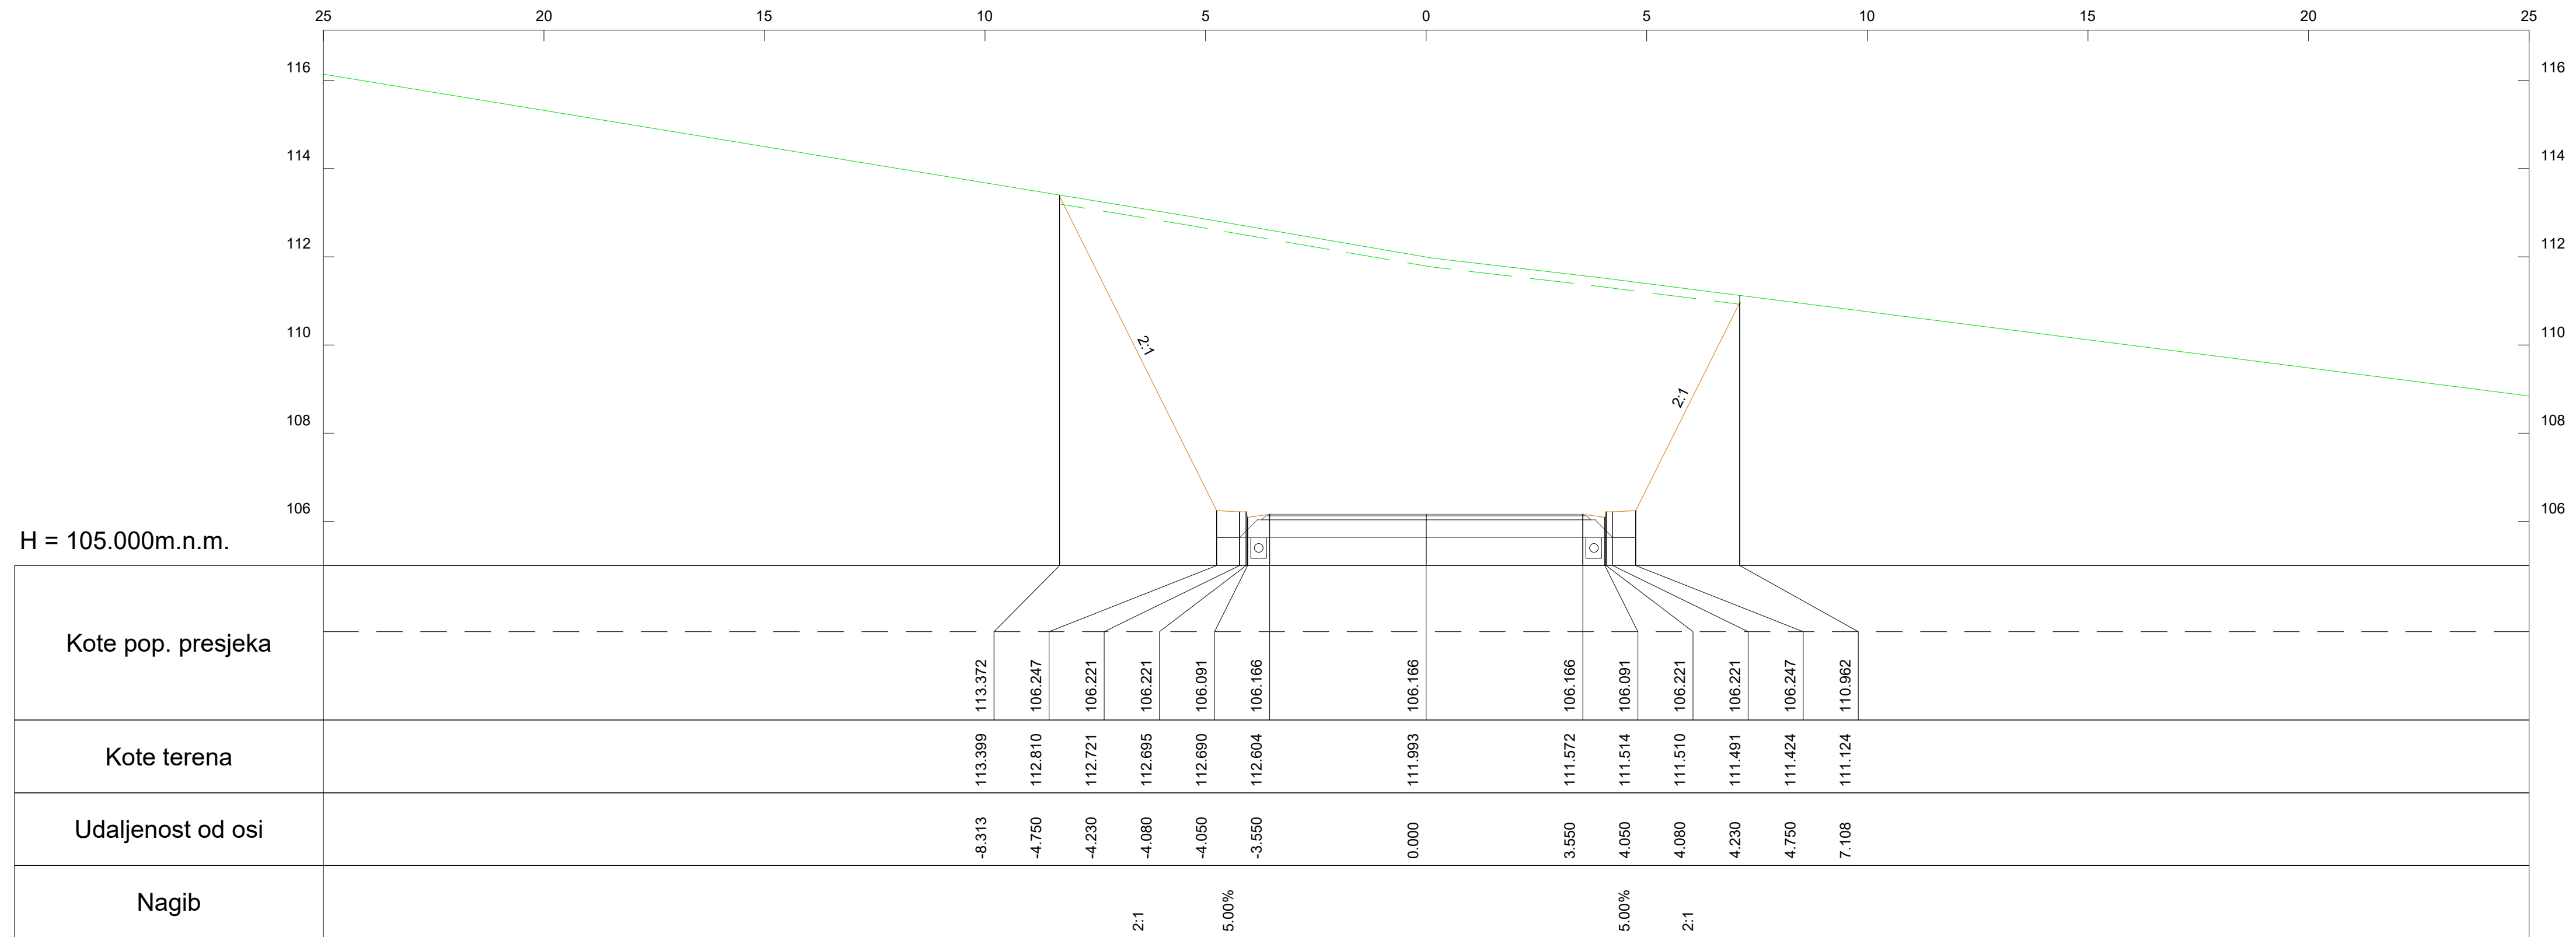 25 20 15 10 5 0 5 10 15 20 25
116 116
114 114
112 112
110 110
108 108
106 106
2:1
2:1
H = 105.000m.n.m.
Kote pop. presjeka
113.372 106.247 106.221 106.221 106.091 106.166 106.166 106.166 106.091 106.221 106.221 106.247 110.962
Kote terena
113.399 112.810 112.721 112.695 112.690 112.604 111.993 111.572 111.514 111.510 111.491 111.424 111.124
Udaljenost od osi
-8.313 -4.750 -4.230 -4.080 -4.050 -3.550 0.000 3.550 4.050 4.080 4.230 4.750 7.108
Nagib
2:1 5.00% 5.00% 2:1